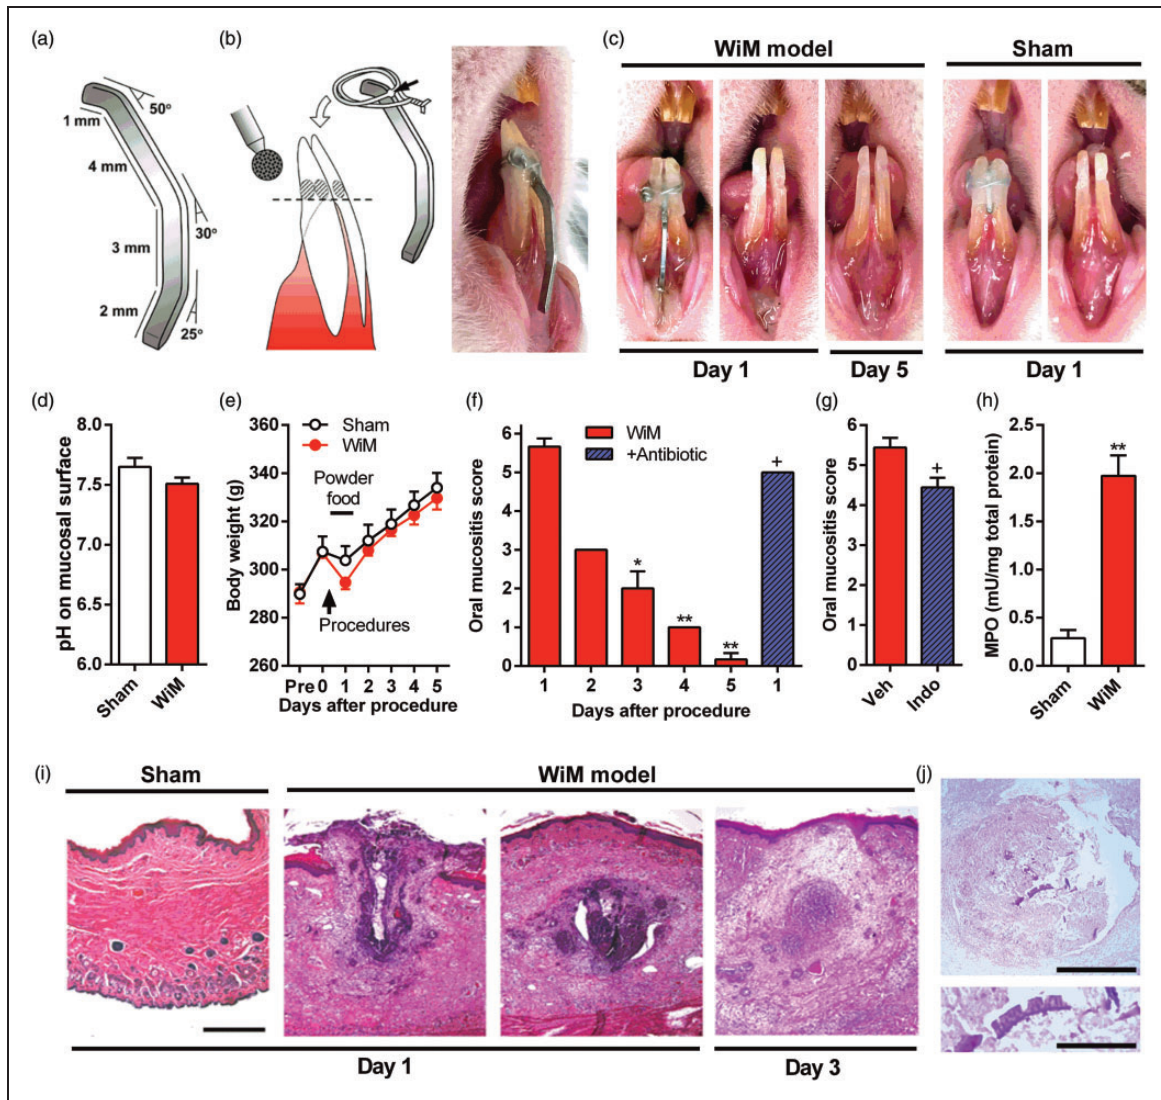 (a)
50°
1 mm
4 mm
3 mm
30°
2 mm
25°
(b)
(c)
WiM model
Sham
Day 1
Day 5
Day 1
(d)
pH on mucosal surface
8.0
7.5
7.0
6.5
6.0
Sham
WiM
(e)
Body weight (g)
360
340
320
300
280
260
Sham
WiM
Powder
food
Procedures
Pre 0 1 2 3 4 5
Days after procedure
(f)
Oral mucositis score
6
5
4
3
2
1
0
WiM
+Antibiotic
*
**
**
+
1 2 3 4 5 1
Days after procedure
(g)
Oral mucositis score
6
5
4
3
2
1
0
+
Veh
Indo
(h)
MPO (mU/mg total protein)
2.5
2.0
1.5
1.0
0.5
0.0
**
Sham
WiM
(i)
Sham
WiM model
Day 1
Day 3
(j)